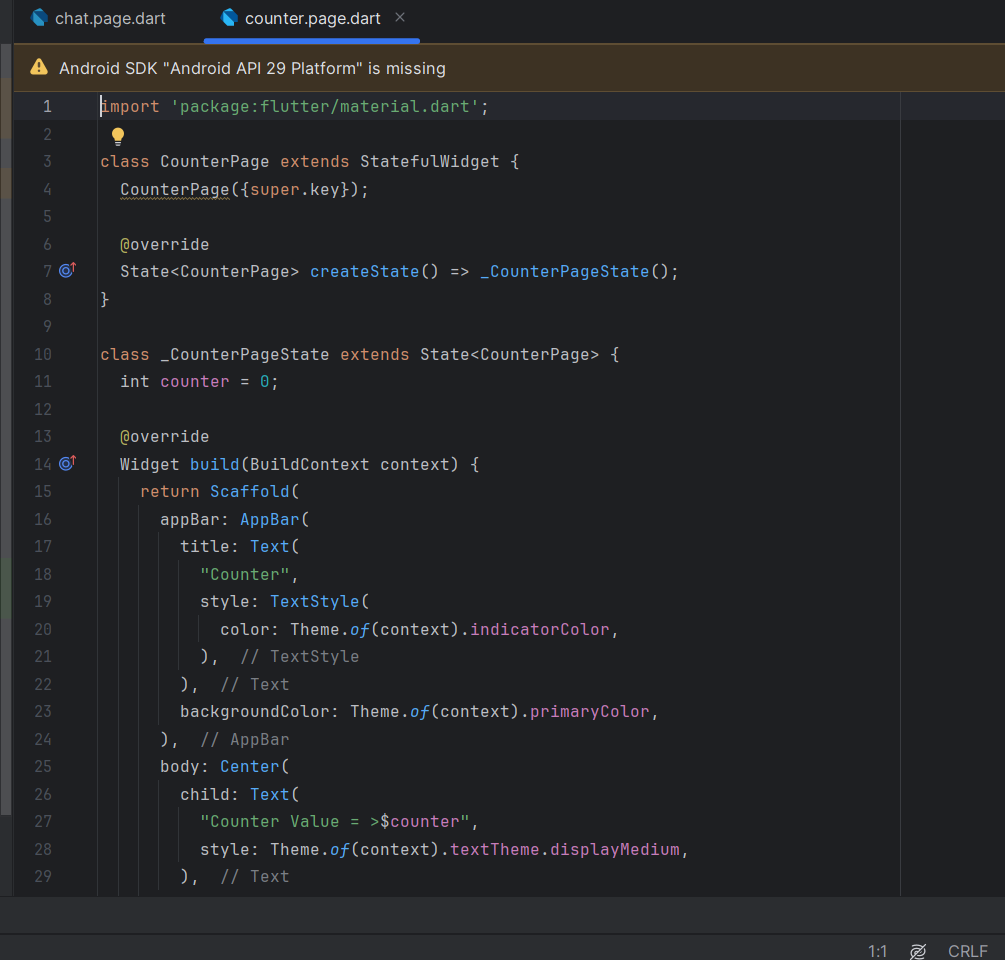 chat.page.dart counter.page.dart
Android SDK "Android API 29 Platform" is missing
1 import 'package:flutter/material.dart';
2
3 class CounterPage extends StatefulWidget {
4   CounterPage({super.key});
5
6   @override
7   State<CounterPage> createState() => _CounterPageState();
8 }
9
10 class _CounterPageState extends State<CounterPage> {
11   int counter = 0;
12
13   @override
14   Widget build(BuildContext context) {
15     return Scaffold(
16       appBar: AppBar(
17         title: Text(
18           "Counter",
19           style: TextStyle(
20             color: Theme.of(context).indicatorColor,
21           ),  // TextStyle
22         ),  // Text
23         backgroundColor: Theme.of(context).primaryColor,
24       ),  // AppBar
25       body: Center(
26         child: Text(
27           "Counter Value = >$counter",
28           style: Theme.of(context).textTheme.displayMedium,
29         ),  // Text
1:1 CRLF